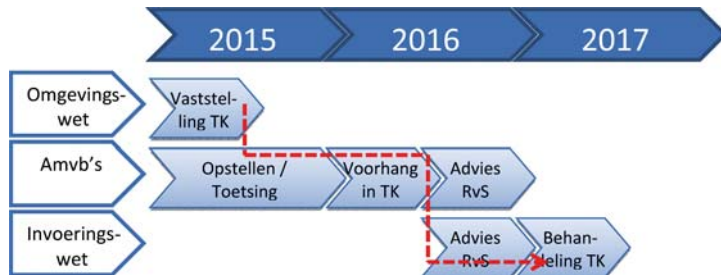 2015 2016 2017
Omgevings-
wet
Vaststel-
ling TK
Amvb's
Opstellen /
Toetsing
Voorhang
in TK
Advies
RvS
Invoerings-
wet
Advies
RvS
Behan-
deling TK